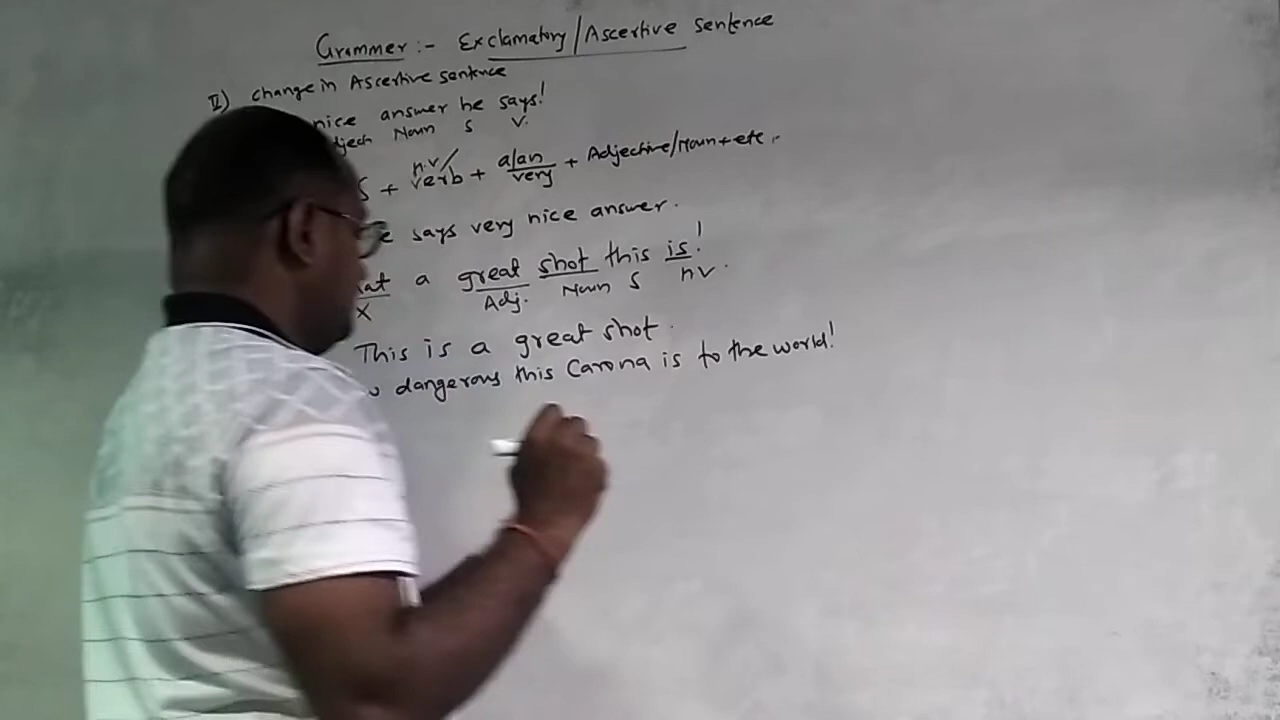 Grammer :- Exclamatory/Ascertive sentence
II) change in Ascertive sentence
nice answer he says!
Noun S V.
n.v/
S + verb + a/an/very + Adjective/Noun + etc.
says very nice answer.
a great shot this is!
X Adj. Noun S hv.
This is a great shot.
dangerous this Carona is to the world!